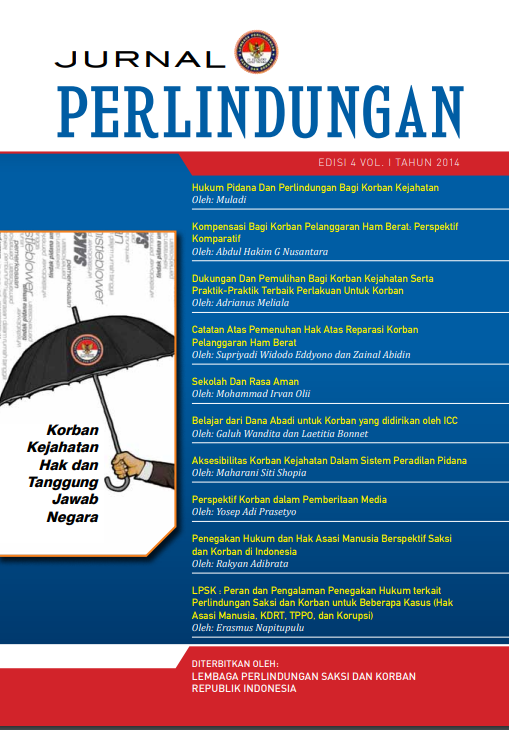 JURNAL
LPSK
PERLINDUNGAN
EDISI 4 VOL. I TAHUN 2014
Hukum Pidana Dan Perlindungan Bagi Korban Kejahatan
Oleh: Muladi
Kompensasi Bagi Korban Pelanggaran Ham Berat: Perspektif
Komparatif
Oleh: Abdul Hakim G Nusantara
Dukungan Dan Pemulihan Bagi Korban Kejahatan Serta
Praktik-Praktik Terbaik Perlakuan Untuk Korban
Oleh: Adrianus Meliala
Catatan Atas Pemenuhan Hak Atas Reparasi Korban
Pelanggaran Ham Berat
Oleh: Supriyadi Widodo Eddyono dan Zainal Abidin
Sekolah Dan Rasa Aman
Oleh: Mohammad Irvan Olii
Belajar dari Dana Abadi untuk Korban yang didirikan oleh ICC
Oleh: Galuh Wandita dan Laetitia Bonnet
Aksesibilitas Korban Kejahatan Dalam Sistem Peradilan Pidana
Oleh: Maharani Siti Shopia
Perspektif Korban dalam Pemberitaan Media
Oleh: Yosep Adi Prasetyo
Penegakan Hukum dan Hak Asasi Manusia Berspektif Saksi
dan Korban di Indonesia
Oleh: Rakyan Adibrata
LPSK : Peran dan Pengalaman Penegakan Hukum terkait
Perlindungan Saksi dan Korban untuk Beberapa Kasus (Hak
Asasi Manusia, KDRT, TPPO, dan Korupsi)
Oleh: Erasmus Napitupulu
Korban
Kejahatan
Hak dan
Tanggung
Jawab
Negara
DITERBITKAN OLEH:
LEMBAGA PERLINDUNGAN SAKSI DAN KORBAN
REPUBLIK INDONESIA